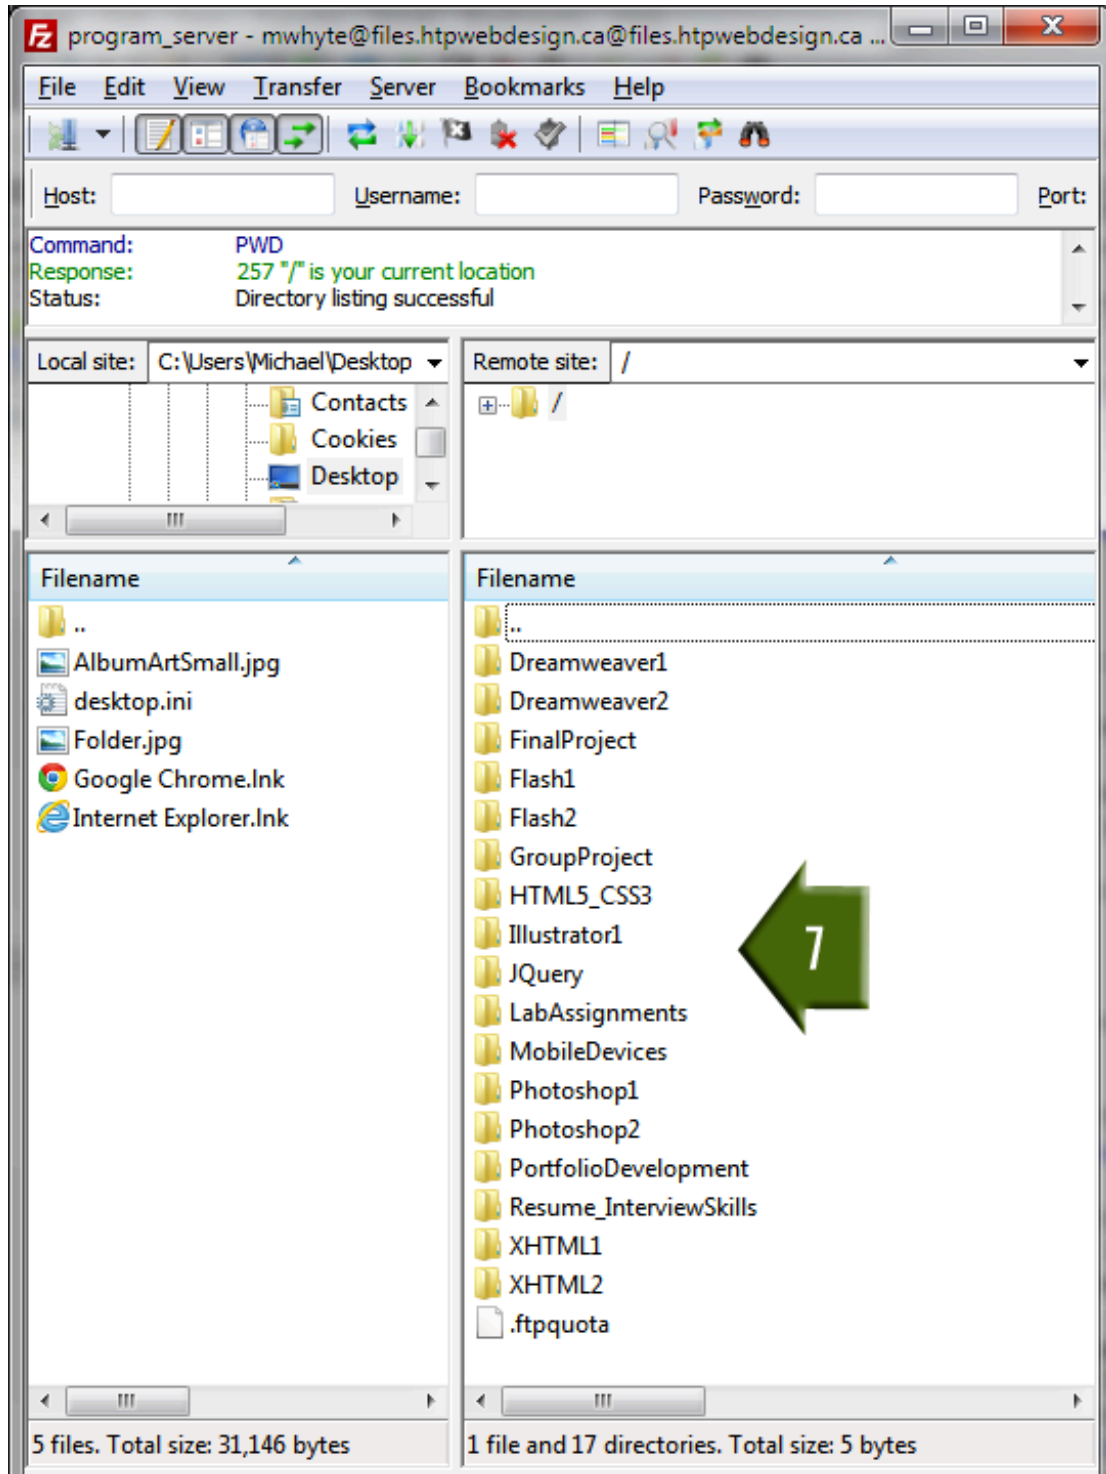 program_server - mwhyte@files.htpwebdesign.ca@files.htpwebdesign.ca ...
File Edit View Transfer Server Bookmarks Help
Host: Username: Password: Port:
Command: PWD
Response: 257 "/" is your current location
Status: Directory listing successful
Local site: C:\Users\Michael\Desktop
Contacts
Cookies
Desktop
Remote site: /
/
Filename
..
AlbumArtSmall.jpg
desktop.ini
Folder.jpg
Google Chrome.lnk
Internet Explorer.lnk
5 files. Total size: 31,146 bytes
Filename
..
Dreamweaver1
Dreamweaver2
FinalProject
Flash1
Flash2
GroupProject
HTML5_CSS3
Illustrator1
JQuery
LabAssignments
MobileDevices
Photoshop1
Photoshop2
PortfolioDevelopment
Resume_InterviewSkills
XHTML1
XHTML2
.ftpquota
7
1 file and 17 directories. Total size: 5 bytes